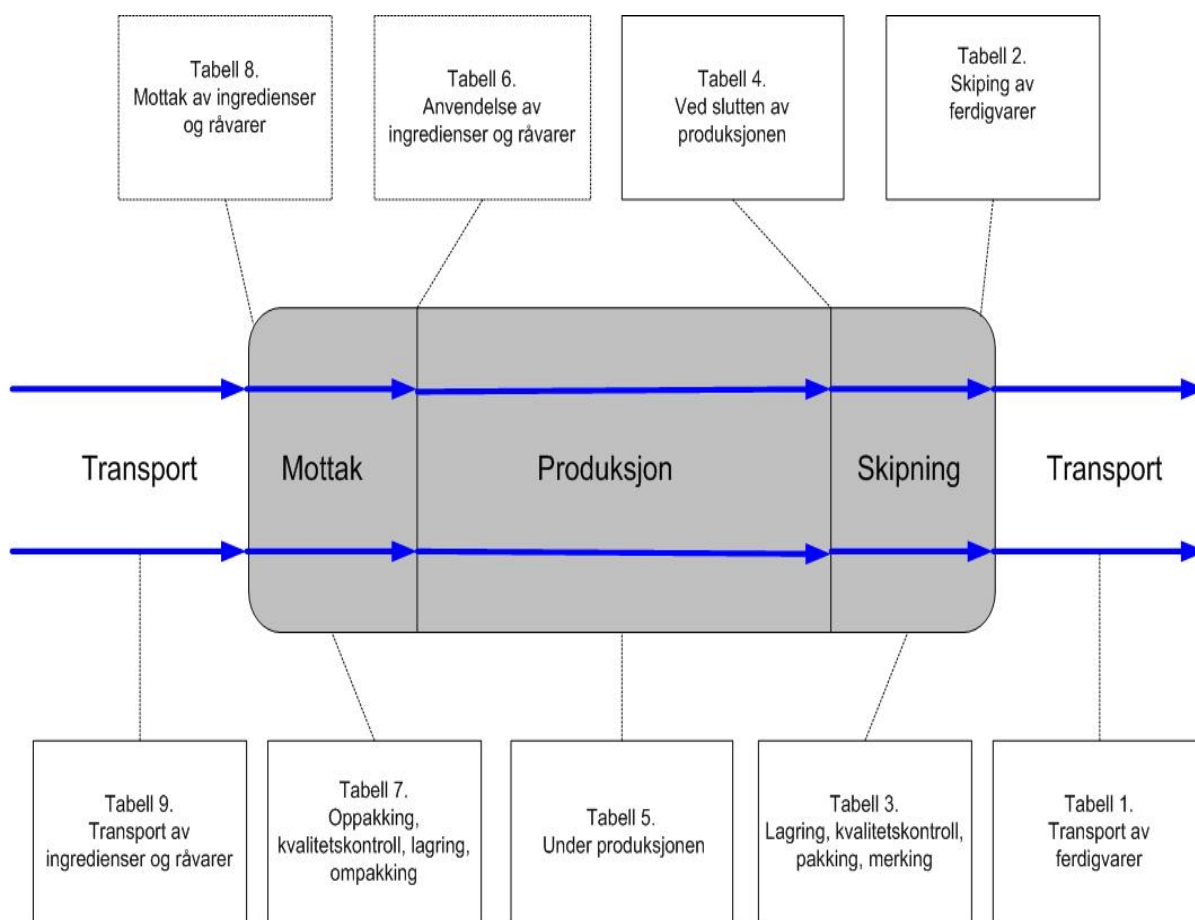 Tabell 8.
Mottak av ingredienser
og råvarer
Tabell 6.
Anvendelse av
ingredienser og råvarer
Tabell 4.
Ved slutten av
produksjonen
Tabell 2.
Skiping av
ferdigvarer
Transport
Mottak
Produksjon
Skipning
Transport
Tabell 9.
Transport av
ingredienser og råvarer
Tabell 7.
Oppakking,
kvalitetskontroll, lagring,
ompakking
Tabell 5.
Under produksjonen
Tabell 3.
Lagring, kvalitetskontroll,
pakking, merking
Tabell 1.
Transport av
ferdigvarer